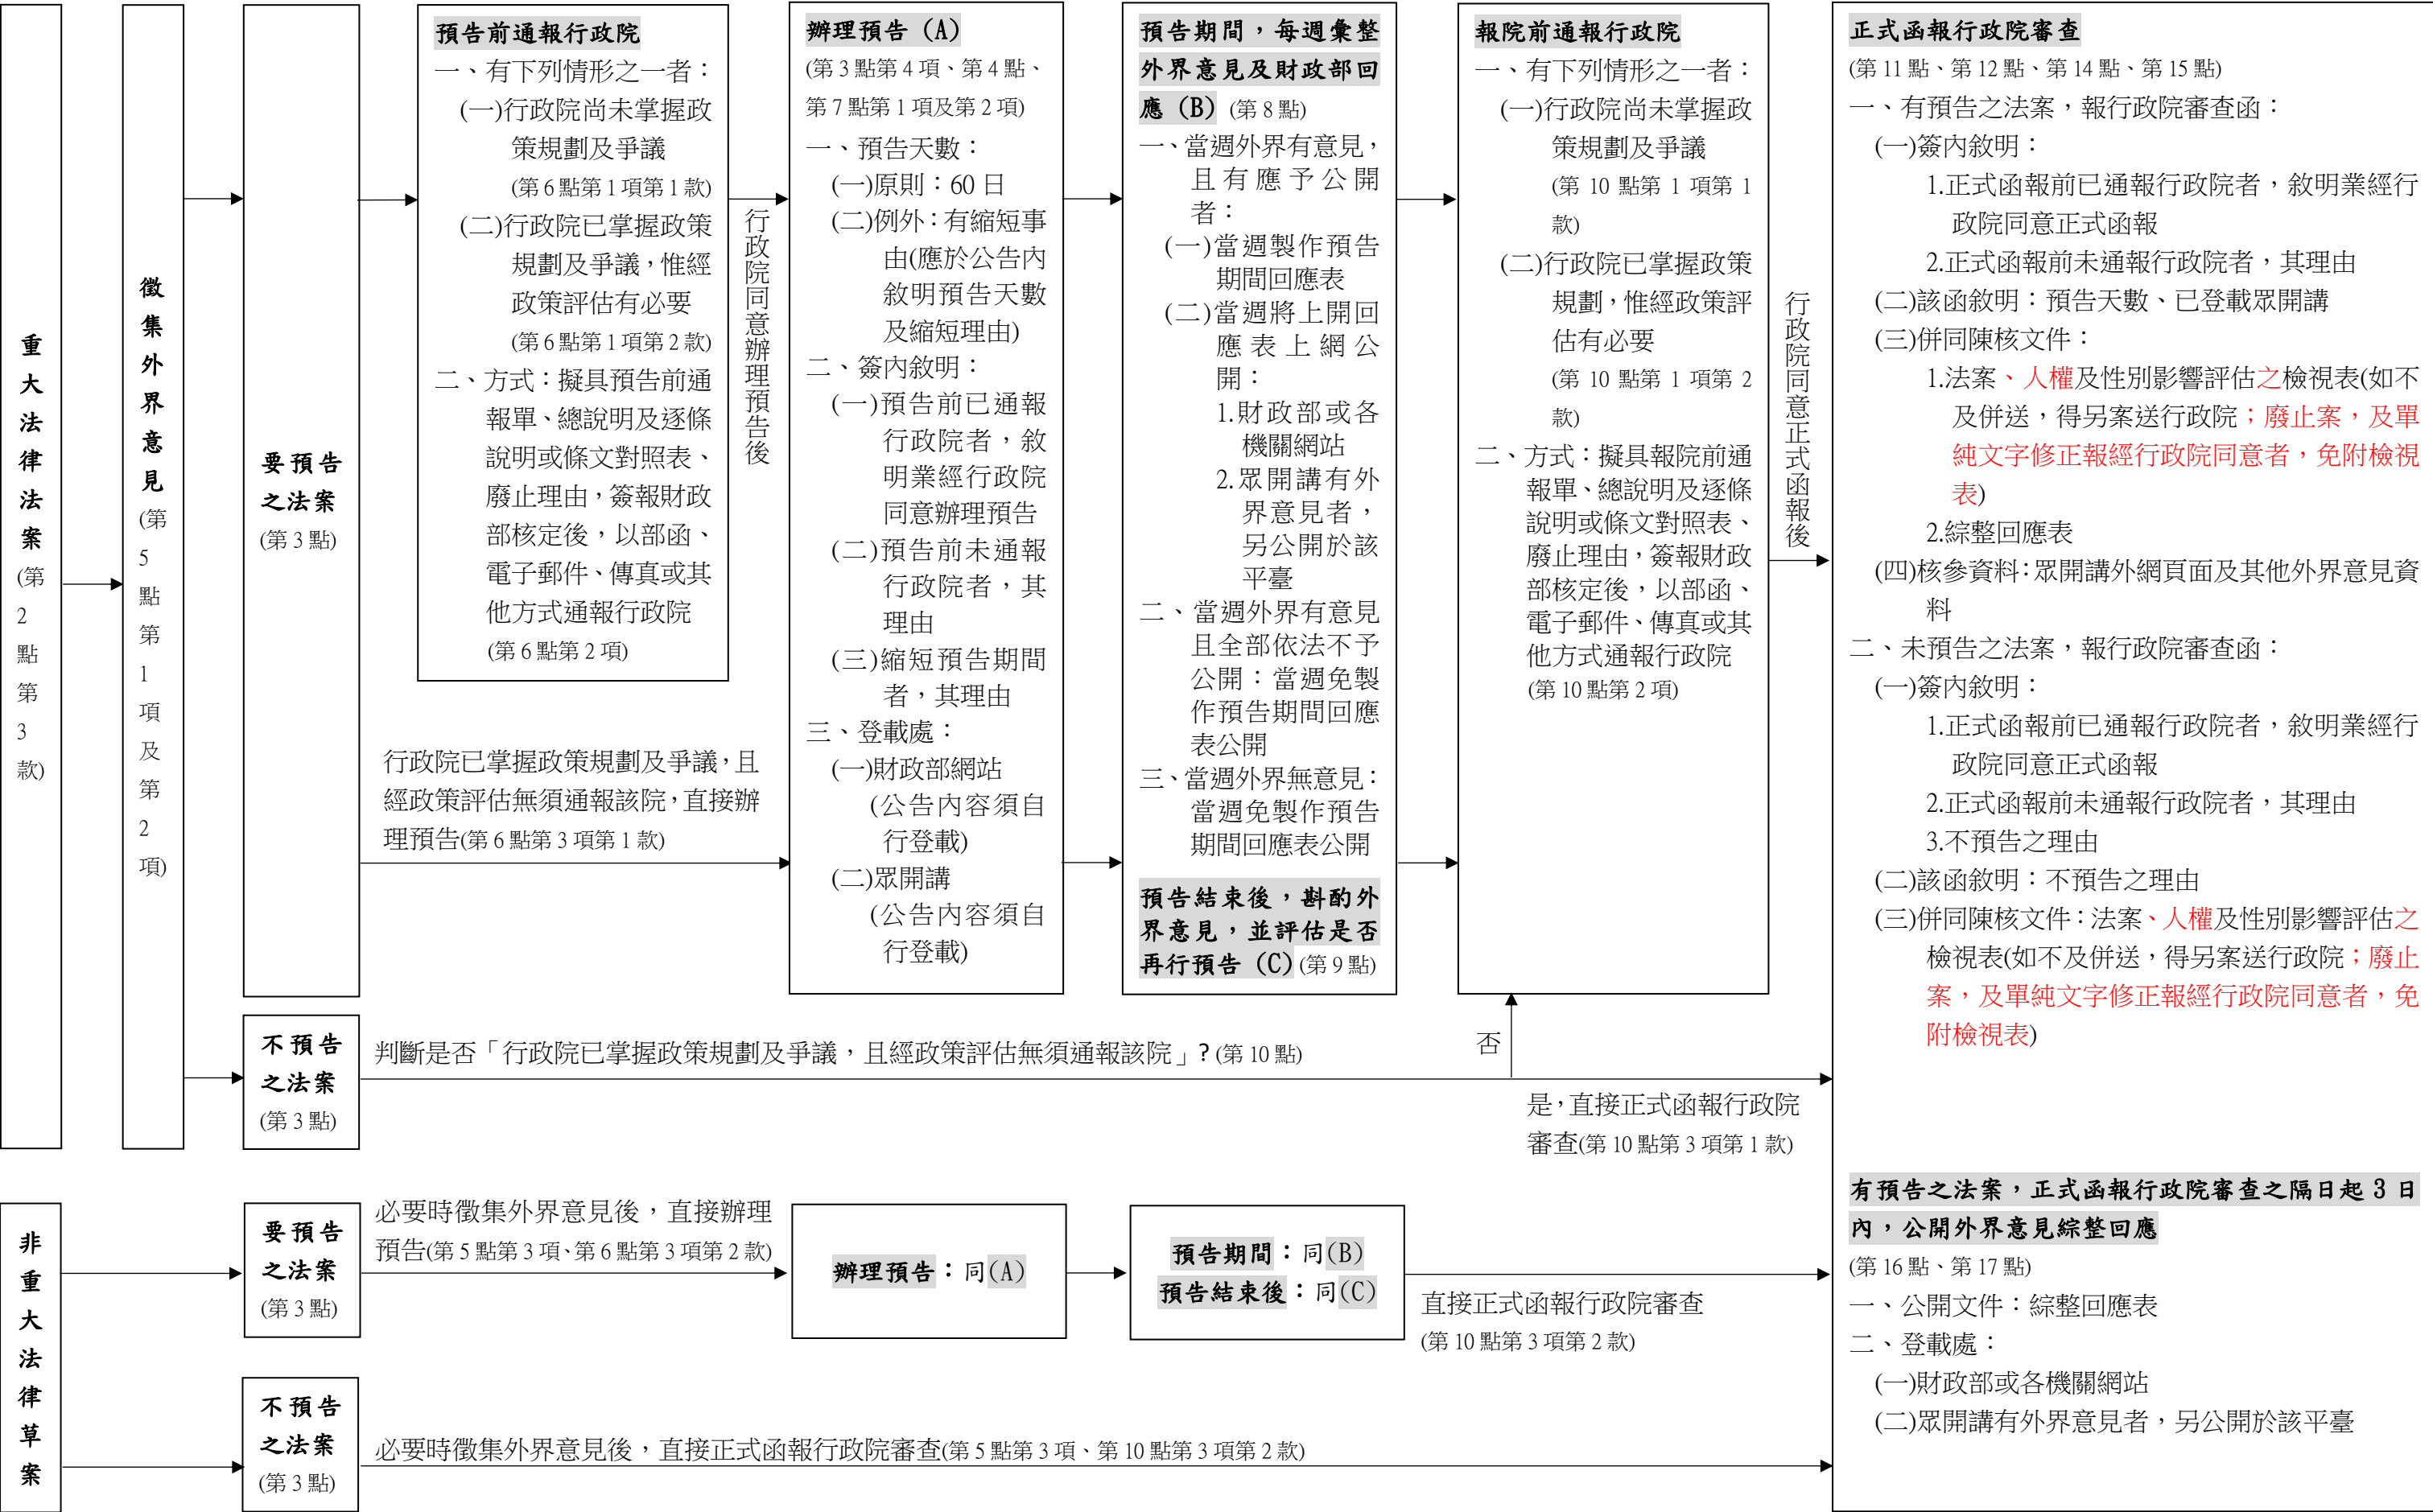 重大法律法案(第2點第3款)
徵集外界意見(第5點第1項及第2項)
要預告
之法案
(第 3 點)
預告前通報行政院
一、有下列情形之一者：
(一)行政院尚未掌握政
策規劃及爭議
(第 6 點第 1 項第 1 款)
(二)行政院已掌握政策
規劃及爭議，惟經
政策評估有必要
(第 6 點第 1 項第 2 款)
二、方式：擬具預告前通
報單、總說明及逐條
說明或條文對照表、
廢止理由，簽報財政
部核定後，以部函、
電子郵件、傳真或其
他方式通報行政院
(第 6 點第 2 項)
行政院同意辦理預告後
行政院已掌握政策規劃及爭議，且
經政策評估無須通報該院，直接辦
理預告(第 6 點第 3 項第 1 款)
辦理預告（A）
(第 3 點第 4 項、第 4 點、
第 7 點第 1 項及第 2 項)
一、預告天數：
(一)原則：60 日
(二)例外：有縮短事
由(應於公告內
敘明預告天數
及縮短理由)
二、簽內敘明：
(一)預告前已通報
行政院者，敘
明業經行政院
同意辦理預告
(二)預告前未通報
行政院者，其
理由
(三)縮短預告期間
者，其理由
三、登載處：
(一)財政部網站
(公告內容須自
行登載)
(二)眾開講
(公告內容須自
行登載)
預告期間，每週彙整
外界意見及財政部回
應（B）(第 8 點)
一、當週外界有意見，
且有應予公開
者：
(一)當週製作預告
期間回應表
(二)當週將上開回
應表上網公
開：
1.財政部或各
機關網站
2.眾開講有外
界意見者，
另公開於該
平臺
二、當週外界有意見
且全部依法不予
公開：當週免製
作預告期間回應
表公開
三、當週外界無意見：
當週免製作預告
期間回應表公開
預告結束後，斟酌外
界意見，並評估是否
再行預告（C）(第 9 點)
報院前通報行政院
一、有下列情形之一者：
(一)行政院尚未掌握政
策規劃及爭議
(第 10 點第 1 項第 1
款)
(二)行政院已掌握政策
規劃，惟經政策評
估有必要
(第 10 點第 1 項第 2
款)
二、方式：擬具報院前通
報單、總說明及逐條
說明或條文對照表、
廢止理由，簽報財政
部核定後，以部函、
電子郵件、傳真或其
他方式通報行政院
(第 10 點第 2 項)
行政院同意正式函報後
正式函報行政院審查
(第 11 點、第 12 點、第 14 點、第 15 點)
一、有預告之法案，報行政院審查函：
(一)簽內敘明：
1.正式函報前已通報行政院者，敘明業經行
政院同意正式函報
2.正式函報前未通報行政院者，其理由
(二)該函敘明：預告天數、已登載眾開講
(三)併同陳核文件：
1.法案、人權及性別影響評估之檢視表(如不
及併送，得另案送行政院；廢止案，及單
純文字修正報經行政院同意者，免附檢視
表)
2.綜整回應表
(四)核參資料：眾開講外網頁面及其他外界意見資
料
二、未預告之法案，報行政院審查函：
(一)簽內敘明：
1.正式函報前已通報行政院者，敘明業經行
政院同意正式函報
2.正式函報前未通報行政院者，其理由
3.不預告之理由
(二)該函敘明：不預告之理由
(三)併同陳核文件：法案、人權及性別影響評估之
檢視表(如不及併送，得另案送行政院；廢止
案，及單純文字修正報經行政院同意者，免
附檢視表)
不預告
之法案
(第 3 點)
判斷是否「行政院已掌握政策規劃及爭議，且經政策評估無須通報該院」? (第 10 點)
否
是，直接正式函報行政院
審查(第 10 點第 3 項第 1 款)
非重大法律草案
要預告
之法案
(第 3 點)
必要時徵集外界意見後，直接辦理
預告(第 5 點第 3 項、第 6 點第 3 項第 2 款)
辦理預告：同(A)
預告期間：同(B)
預告結束後：同(C)
直接正式函報行政院審查
(第 10 點第 3 項第 2 款)
不預告
之法案
(第 3 點)
必要時徵集外界意見後，直接正式函報行政院審查(第 5 點第 3 項、第 10 點第 3 項第 2 款)
有預告之法案，正式函報行政院審查之隔日起 3 日
內，公開外界意見綜整回應
(第 16 點、第 17 點)
一、公開文件：綜整回應表
二、登載處：
(一)財政部或各機關網站
(二)眾開講有外界意見者，另公開於該平臺